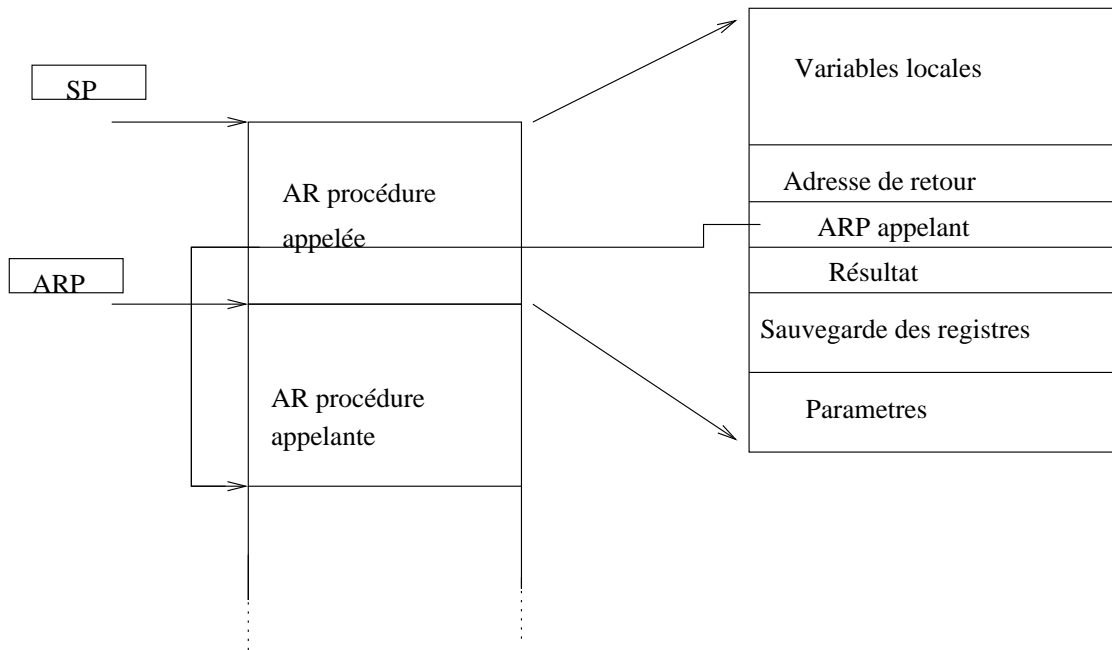 SP
AR procédure
appelée
ARP
AR procédure
appelante
Variables locales
Adresse de retour
ARP appelant
Résultat
Sauvegarde des registres
Parametres